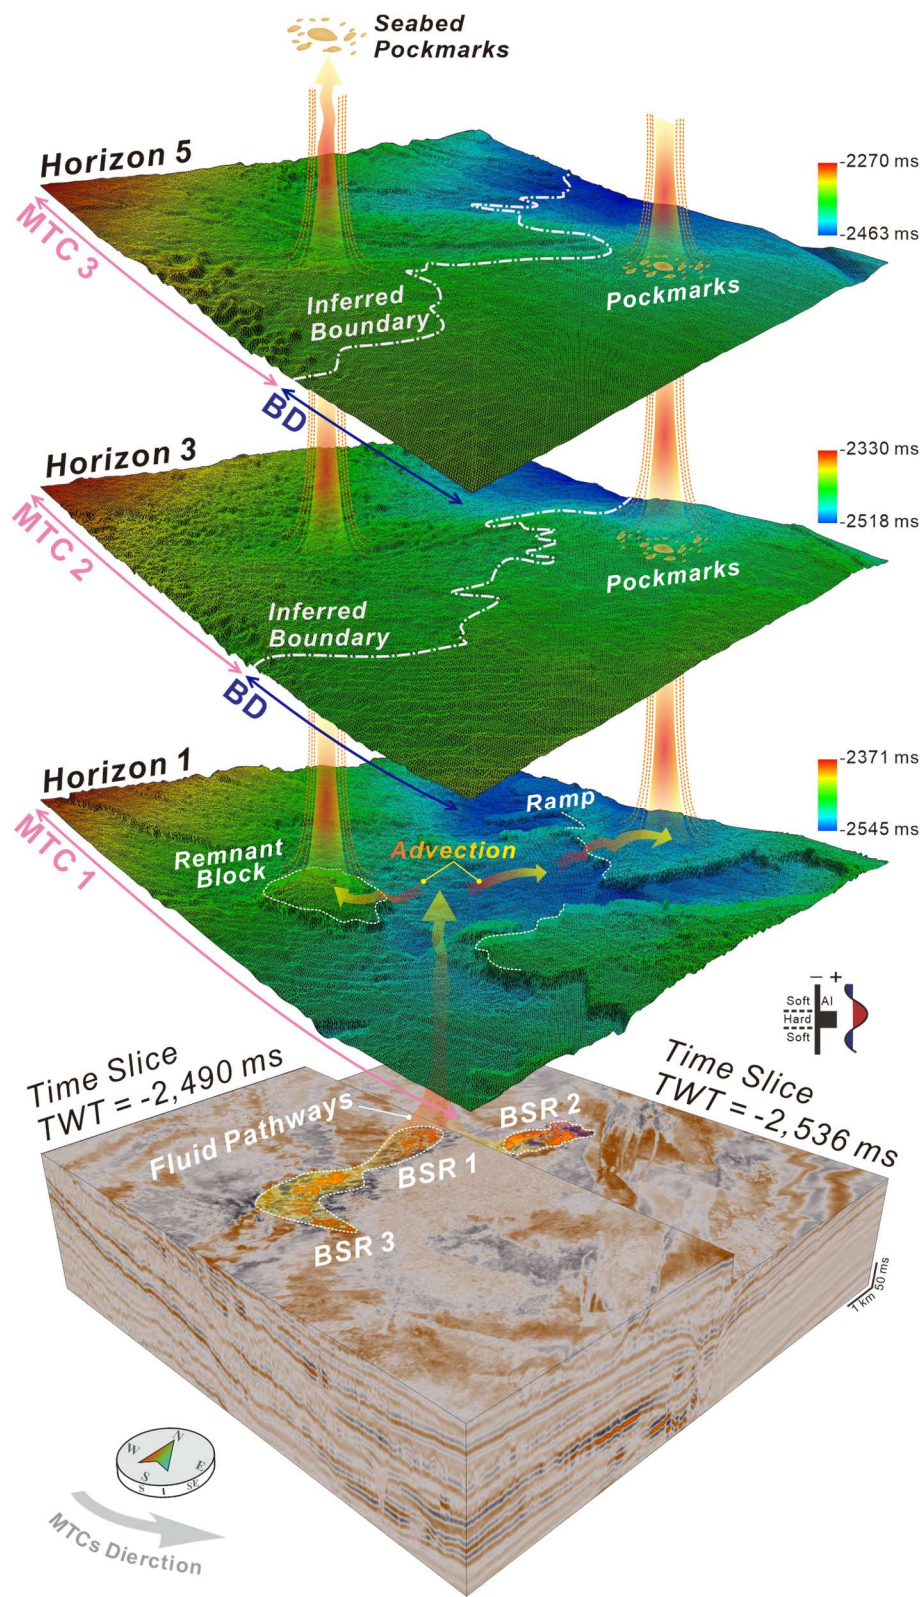 Seabed
Pockmarks
Horizon 5
-2270 ms
-2463 ms
MTC 3
Inferred
Boundary
Pockmarks
BD
Horizon 3
-2330 ms
-2518 ms
MTC 2
Pockmarks
Inferred
Boundary
BD
Horizon 1
-2371 ms
-2545 ms
MTC 1
Ramp
Remnant
Block
Advection
- +
Soft AI
Hard
Soft
Time Slice
TWT = -2,490 ms
Time Slice
TWT = -2,536 ms
Fluid Pathways
BSR 2
BSR 1
BSR 3
50 ms
1 km
N
W
E
S
S
SE
MTCs Dierction